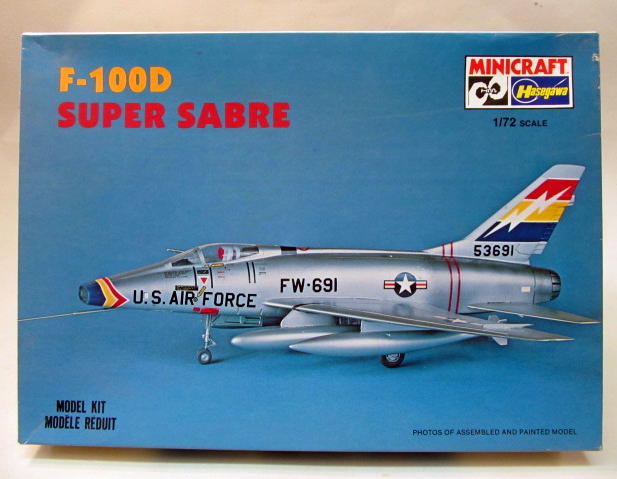 F-100D
SUPER SABRE
MINICRAFT
Hasegawa
1/72 SCALE
53691
FW-691
U.S. AIR FORCE
MODEL KIT
MODÈLE REDUIT
PHOTOS OF ASSEMBLED AND PAINTED MODEL